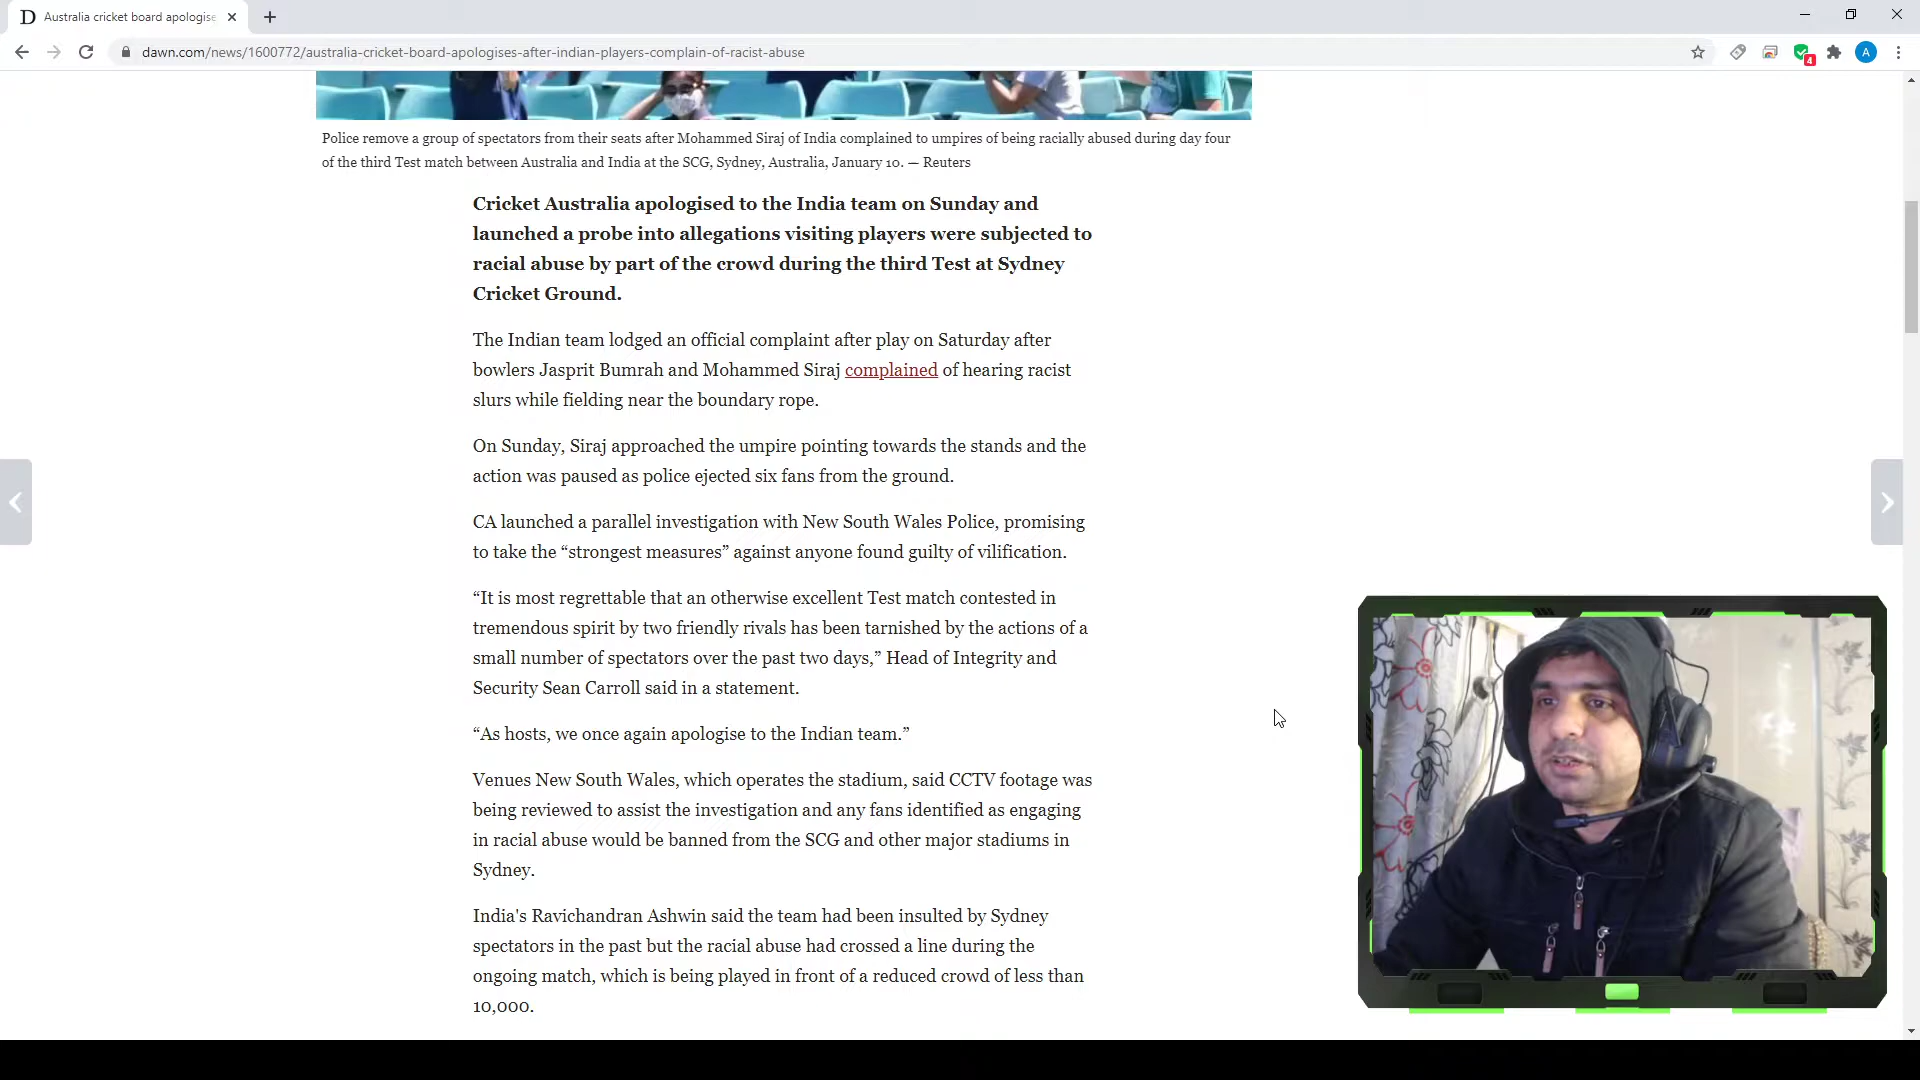 D Australia cricket board apologise
dawn.com/news/1600772/australia-cricket-board-apologises-after-indian-players-complain-of-racist-abuse
4
A
Police remove a group of spectators from their seats after Mohammed Siraj of India complained to umpires of being racially abused during day four
of the third Test match between Australia and India at the SCG, Sydney, Australia, January 10. — Reuters
Cricket Australia apologised to the India team on Sunday and
launched a probe into allegations visiting players were subjected to
racial abuse by part of the crowd during the third Test at Sydney
Cricket Ground.
The Indian team lodged an official complaint after play on Saturday after
bowlers Jasprit Bumrah and Mohammed Siraj complained of hearing racist
slurs while fielding near the boundary rope.
On Sunday, Siraj approached the umpire pointing towards the stands and the
action was paused as police ejected six fans from the ground.
CA launched a parallel investigation with New South Wales Police, promising
to take the “strongest measures” against anyone found guilty of vilification.
“It is most regrettable that an otherwise excellent Test match contested in
tremendous spirit by two friendly rivals has been tarnished by the actions of a
small number of spectators over the past two days,” Head of Integrity and
Security Sean Carroll said in a statement.
“As hosts, we once again apologise to the Indian team.”
Venues New South Wales, which operates the stadium, said CCTV footage was
being reviewed to assist the investigation and any fans identified as engaging
in racial abuse would be banned from the SCG and other major stadiums in
Sydney.
India's Ravichandran Ashwin said the team had been insulted by Sydney
spectators in the past but the racial abuse had crossed a line during the
ongoing match, which is being played in front of a reduced crowd of less than
10,000.